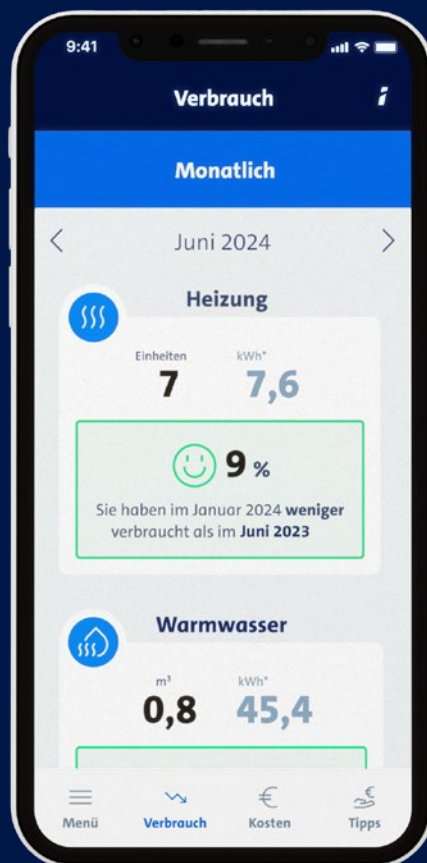 9:41
Verbrauch i
Monatlich
Juni 2024
Heizung
Einheiten kWh*
7 7,6
9 %
Sie haben im Januar 2024 weniger
verbraucht als im Juni 2023
Warmwasser
m³ kWh*
0,8 45,4
Menü Verbrauch Kosten Tipps